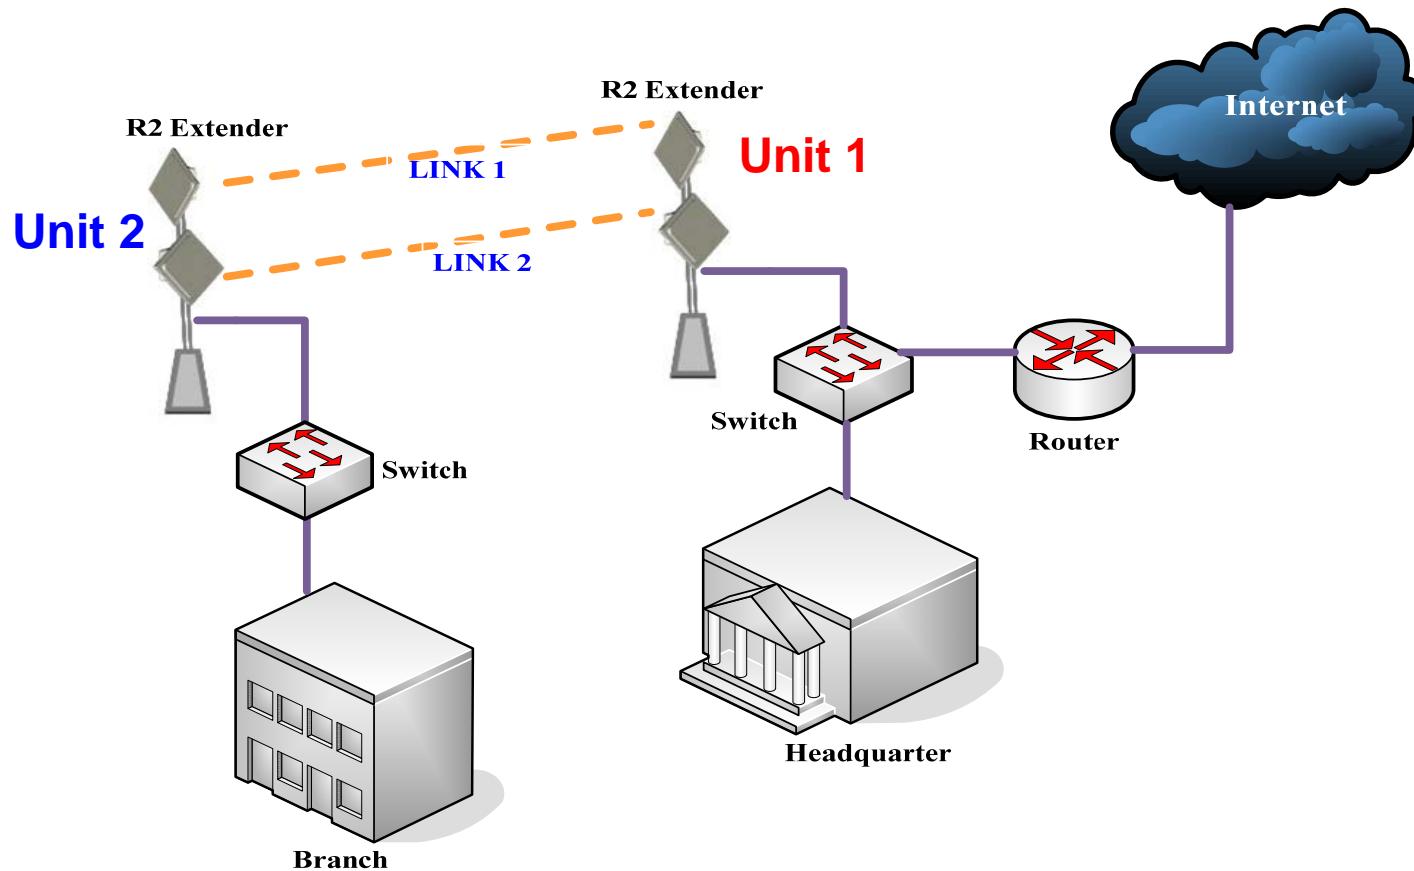 R2 Extender
R2 Extender
Internet
Unit 1
LINK 1
Unit 2
LINK 2
Switch
Router
Switch
Headquarter
Branch